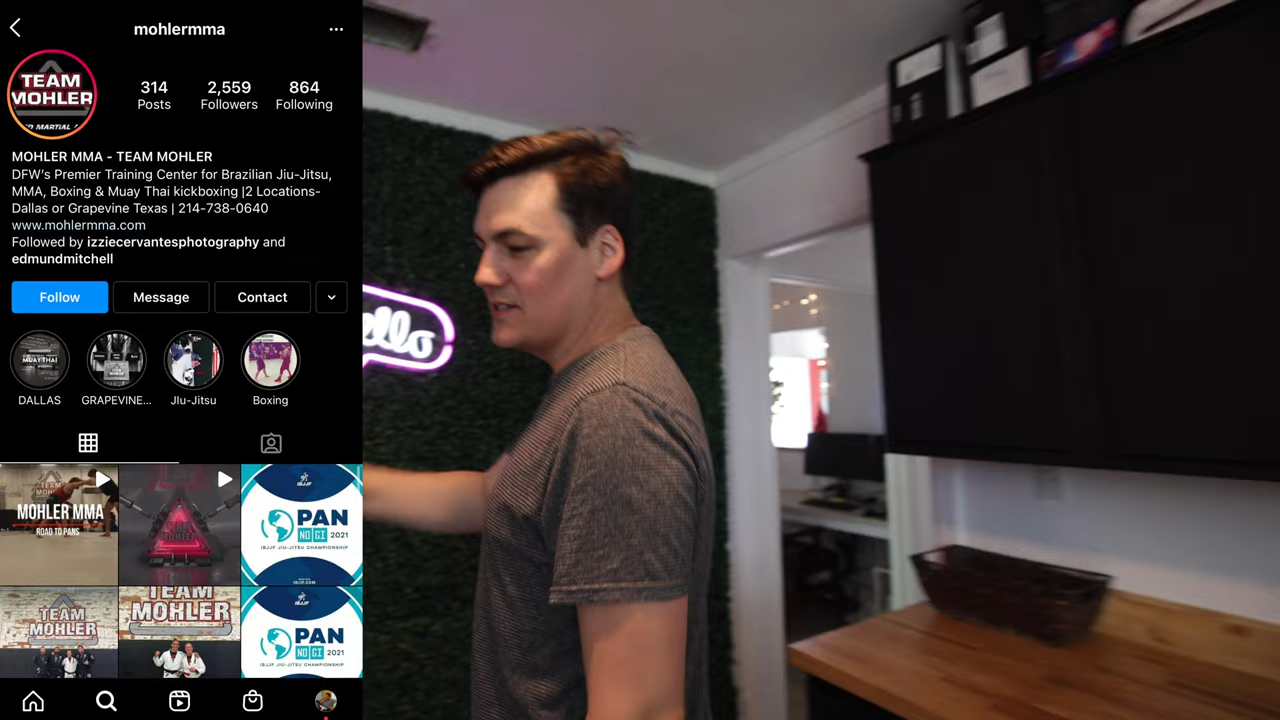 mohlermma
TEAM
MOHLER
314
Posts
2,559
Followers
864
Following
MOHLER MMA - TEAM MOHLER
DFW's Premier Training Center for Brazilian Jiu-Jitsu,
MMA, Boxing & Muay Thai kickboxing |2 Locations-
Dallas or Grapevine Texas | 214-738-0640
www.mohlermma.com
Followed by izziecervantesphotography and
edmundmitchell
Follow
Message
Contact
MUAY THAI
DALLAS
GRAPEVINE...
JIu-Jitsu
Boxing
MOHLER MMA
ROAD TO PANS
PAN
NO GI 2021
IBJJF JIU-JITSU CHAMPIONSHIP
IBJJF.COM
TEAM
MOHLER
TEAM
MOHLER
IBJJF
PAN
NO GI 2021
IBJJF JIU-JITSU CHAMPIONSHIP
ello